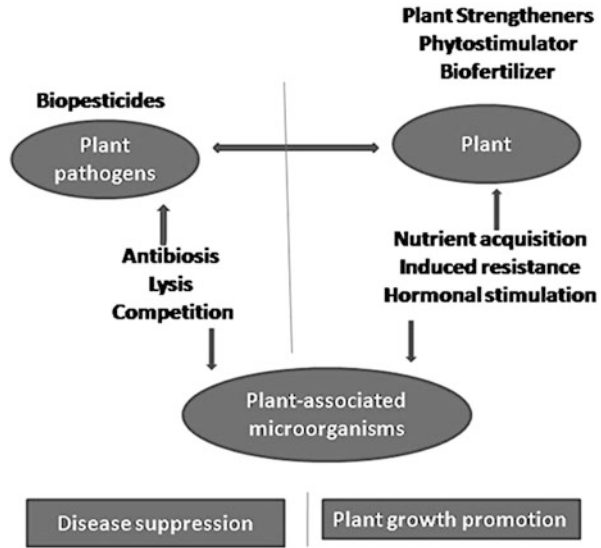 Plant Strengtheners
Phytostimulator
Biofertilizer
Biopesticides
Plant
pathogens
Plant
Antibiosis
Lysis
Competition
Nutrient acquisition
Induced resistance
Hormonal stimulation
Plant-associated
microorganisms
Disease suppression
Plant growth promotion